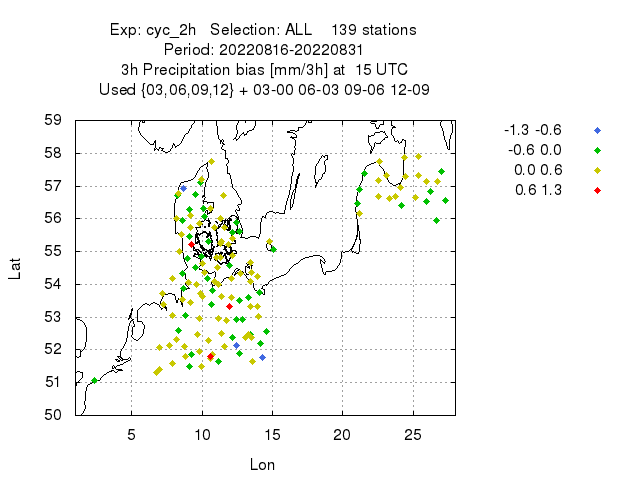 Exp: cyc_2h   Selection: ALL    139 stations
Period: 20220816-20220831
3h Precipitation bias [mm/3h] at  15 UTC
Used {03,06,09,12} + 03-00 06-03 09-06 12-09
59
58
57
56
55
54
53
52
51
50
Lat
5 10 15 20 25
Lon
-1.3 -0.6
-0.6 0.0
0.0 0.6
0.6 1.3